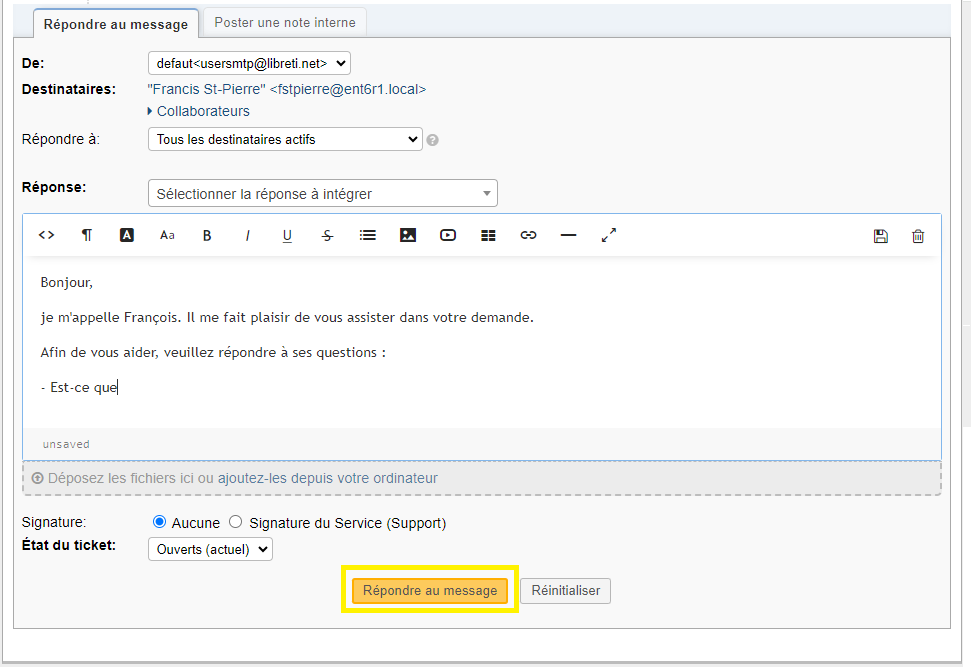 Répondre au message Poster une note interne
De: defaut<usersmtp@libreti.net>
Destinataires: "Francis St-Pierre" <fstpierre@ent6r1.local>
Collaborateurs
Répondre à: Tous les destinataires actifs ?
Réponse: Sélectionner la réponse à intégrer
<> ¶ A Aa B I U S
Bonjour,
je m'appelle François. Il me fait plaisir de vous assister dans votre demande.
Afin de vous aider, veuillez répondre à ses questions :
- Est-ce que
unsaved
Déposez les fichiers ici ou ajoutez-les depuis votre ordinateur
Signature: Aucune Signature du Service (Support)
État du ticket: Ouverts (actuel)
Répondre au message Réinitialiser